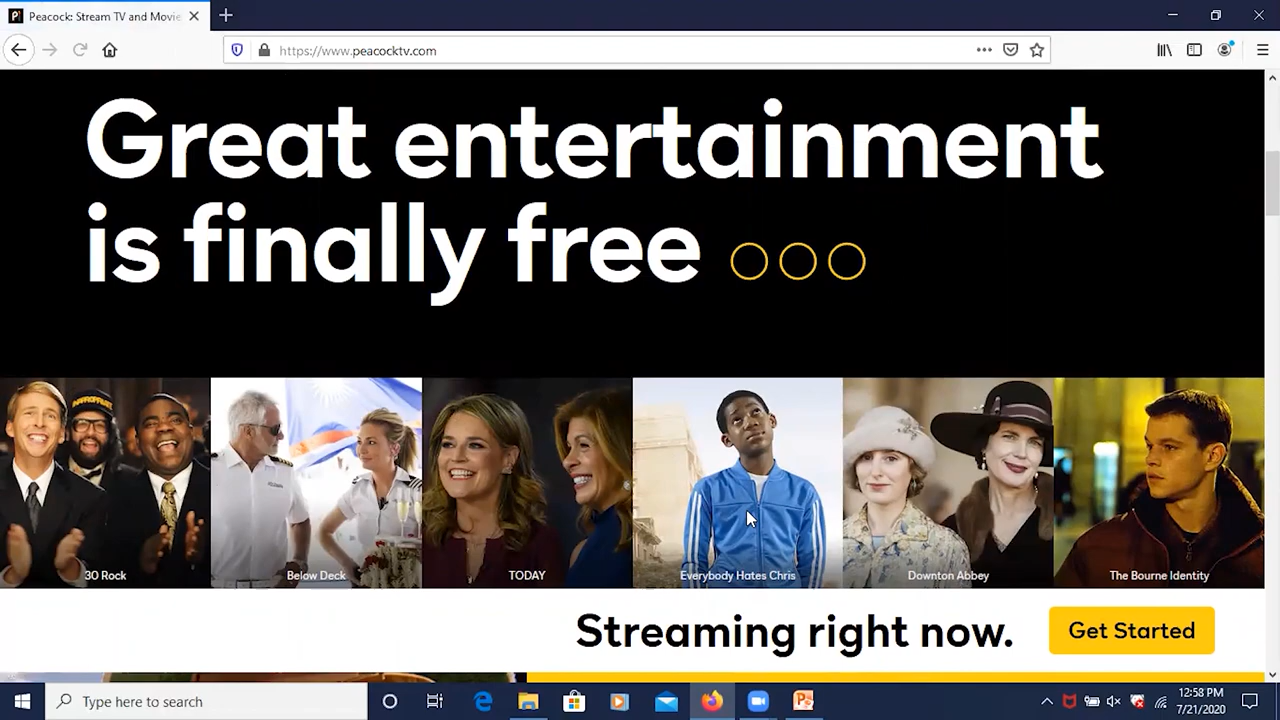 Peacock: Stream TV and Movie
https://www.peacocktv.com
Great entertainment
is finally free
30 Rock
Below Deck
TODAY
Everybody Hates Chris
Downton Abbey
The Bourne Identity
Streaming right now.
Get Started
Type here to search
12:58 PM
7/21/2020